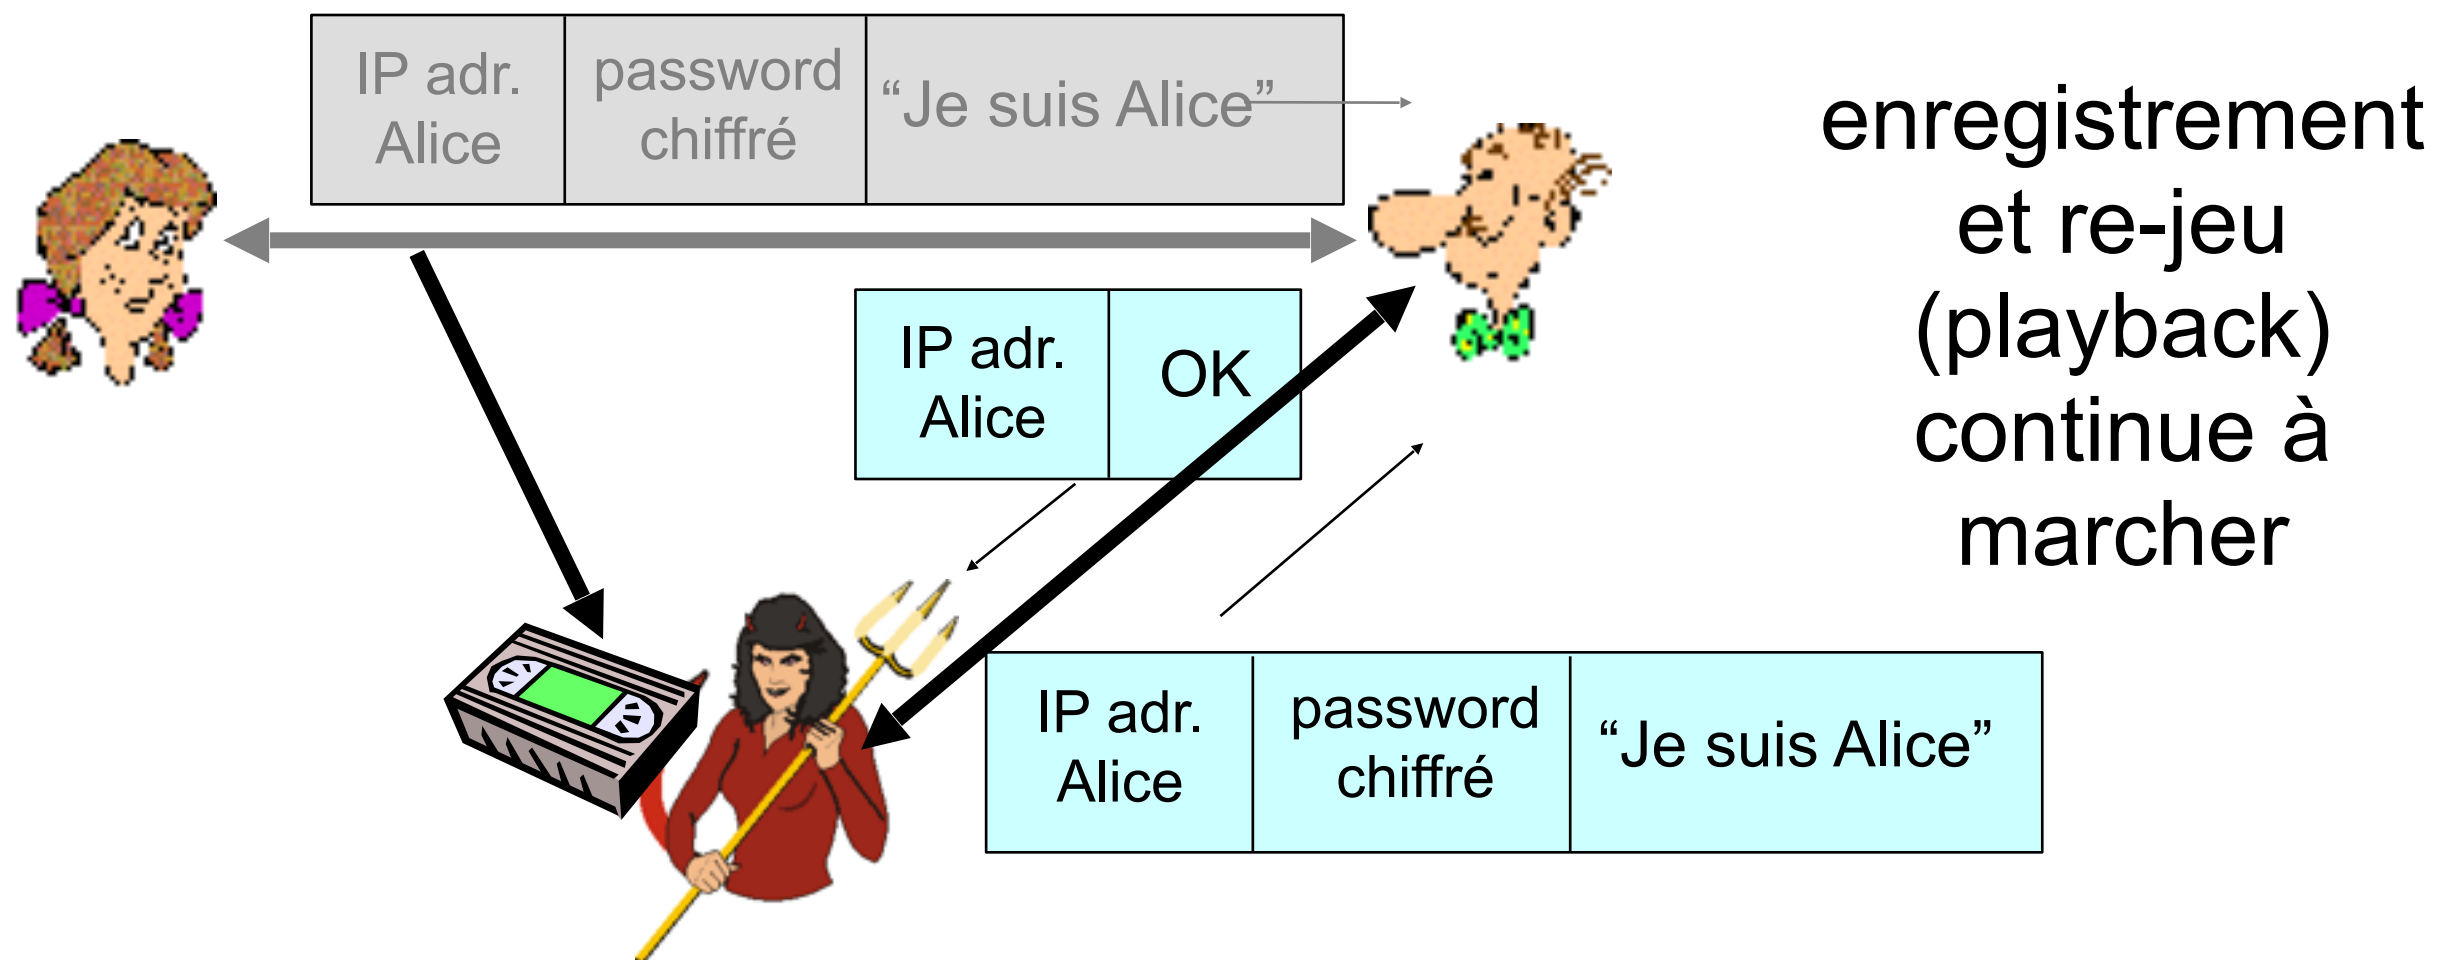 IP adr.
Alice
password
chiffré
“Je suis Alice”
enregistrement
et re-jeu
(playback)
continue à
marcher
IP adr.
Alice
OK
IP adr.
Alice
password
chiffré
“Je suis Alice”